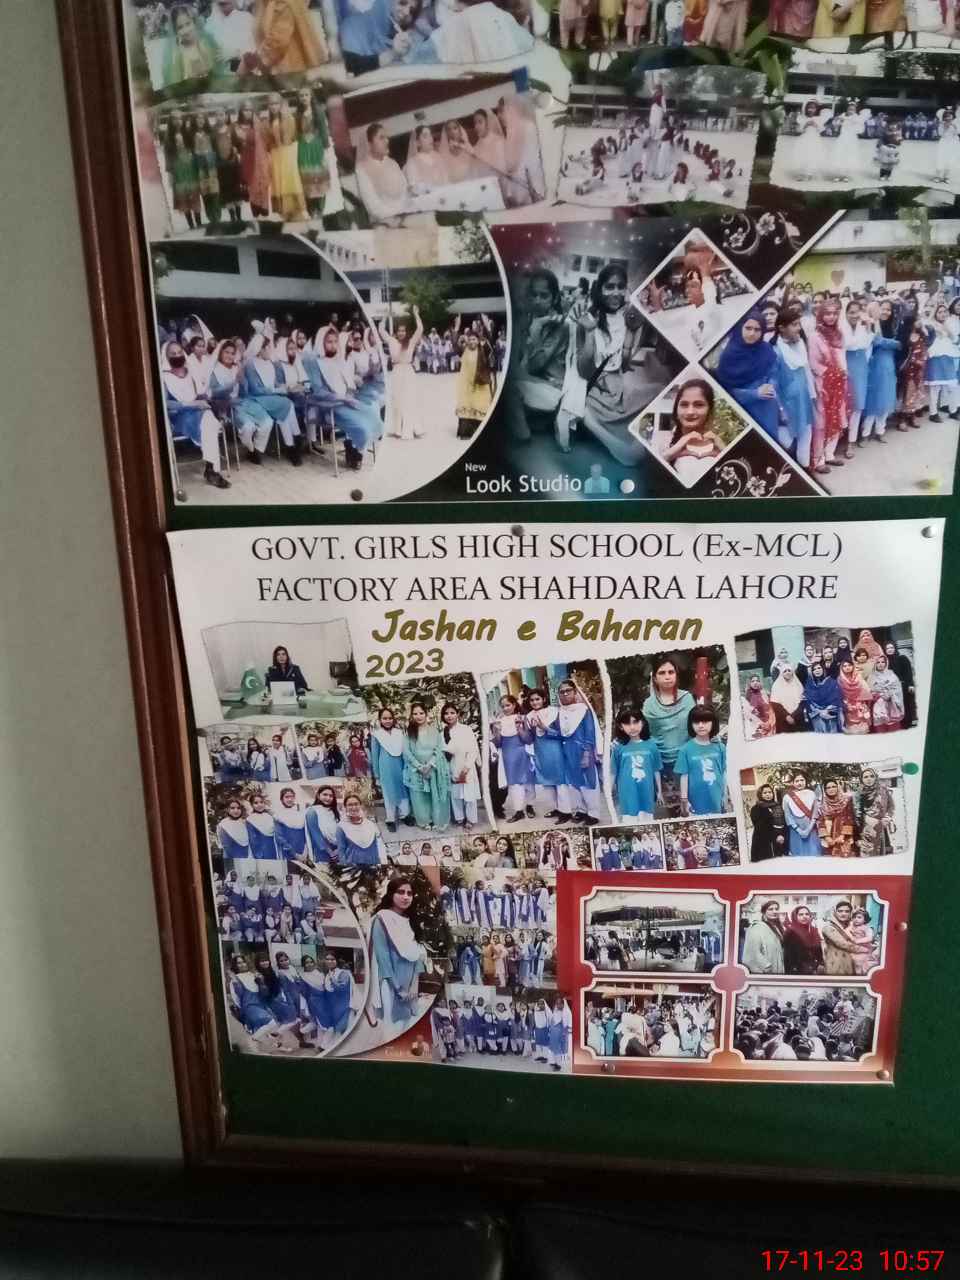 New
Look Studio
GOVT. GIRLS HIGH SCHOOL (Ex-MCL)
FACTORY AREA SHAHDARA LAHORE
Jashan e Baharan
2023
17-11-23 10:57